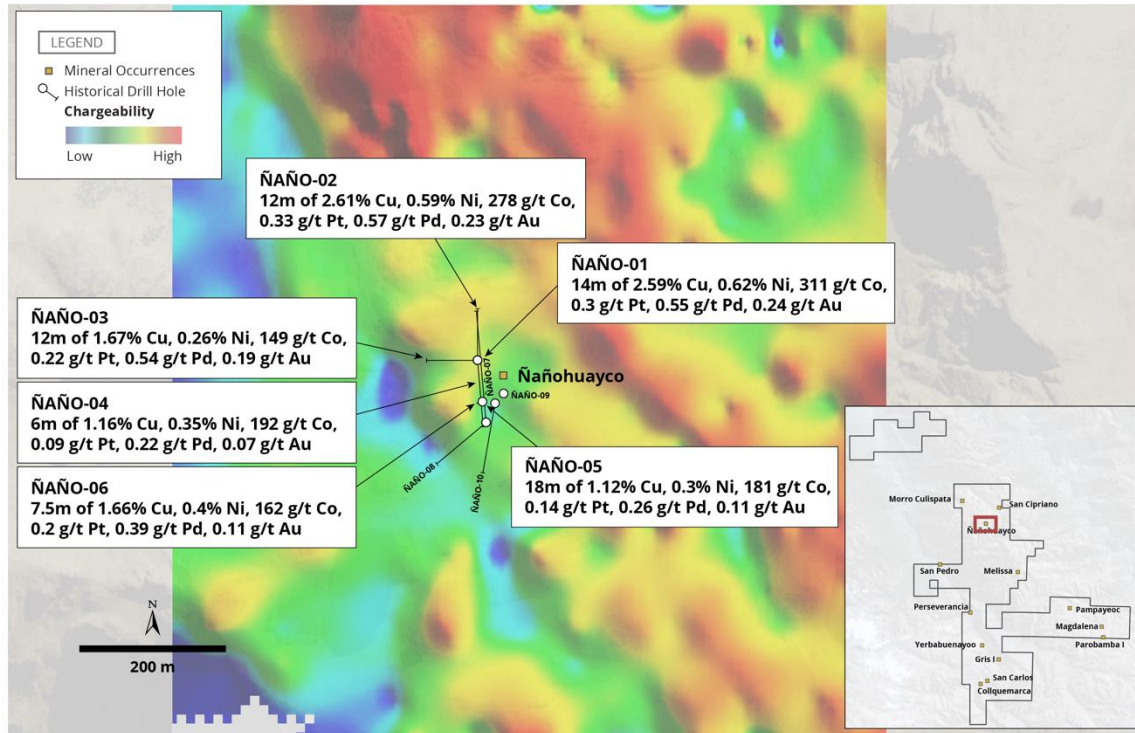 LEGEND
Mineral Occurrences
Historical Drill Hole
Chargeability
Low High
ÑAÑO-02
12m of 2.61% Cu, 0.59% Ni, 278 g/t Co,
0.33 g/t Pt, 0.57 g/t Pd, 0.23 g/t Au
ÑAÑO-01
14m of 2.59% Cu, 0.62% Ni, 311 g/t Co,
0.3 g/t Pt, 0.55 g/t Pd, 0.24 g/t Au
ÑAÑO-03
12m of 1.67% Cu, 0.26% Ni, 149 g/t Co,
0.22 g/t Pt, 0.54 g/t Pd, 0.19 g/t Au
ÑAÑO-04
6m of 1.16% Cu, 0.35% Ni, 192 g/t Co,
0.09 g/t Pt, 0.22 g/t Pd, 0.07 g/t Au
ÑAÑO-06
7.5m of 1.66% Cu, 0.4% Ni, 162 g/t Co,
0.2 g/t Pt, 0.39 g/t Pd, 0.11 g/t Au
ÑAÑO-05
18m of 1.12% Cu, 0.3% Ni, 181 g/t Co,
0.14 g/t Pt, 0.26 g/t Pd, 0.11 g/t Au
ÑAÑO-07
Ñañohuayco
ÑAÑO-09
ÑAÑO-08
ÑAÑO-10
N
200 m
Morro Culispata
San Cipriano
Ñañohuayco
San Pedro
Melissa
Perseverancia
Pampayeoc
Magdalena
Parobamba I
Yerbabuenayoo
Gris I
San Carlos
Collquemarca